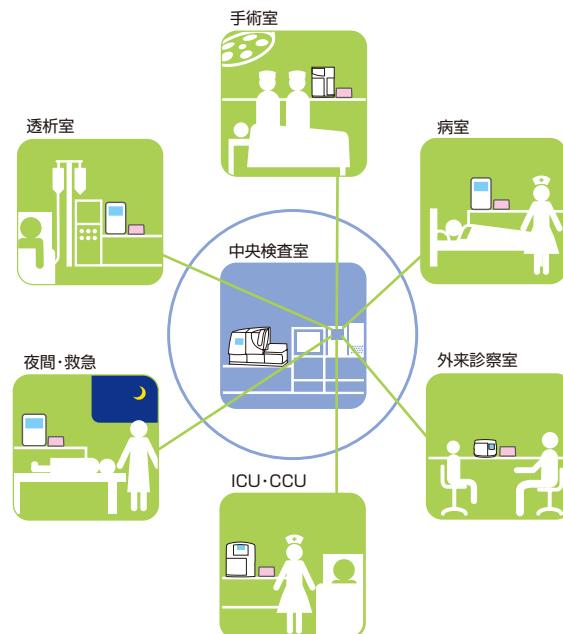 手術室
透析室
病室
中央検査室
夜間・救急
外来診察室
ICU・CCU